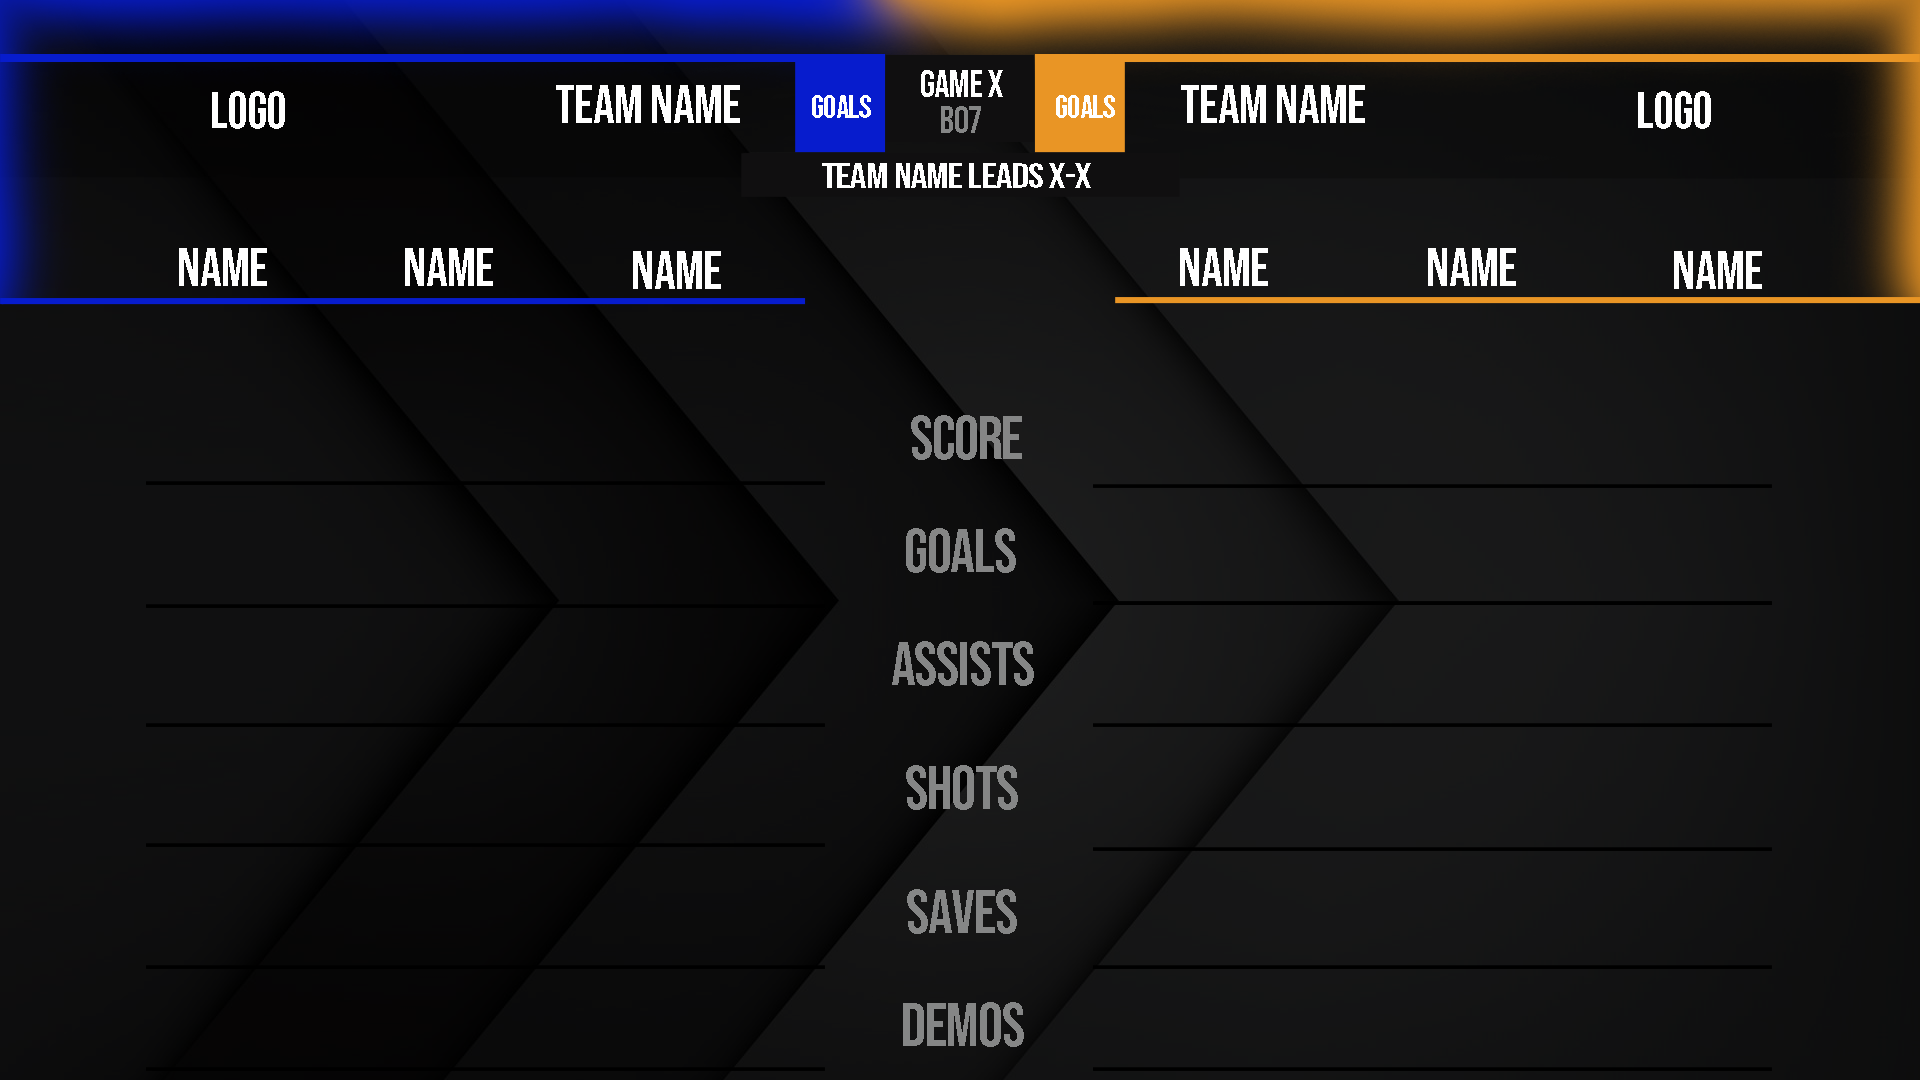 LOGO
TEAM NAME
GOALS
GAME X
BO7
GOALS
TEAM NAME
LOGO
TEAM NAME LEADS X-X
NAME NAME NAME
NAME NAME NAME
SCORE
GOALS
ASSISTS
SHOTS
SAVES
DEMOS